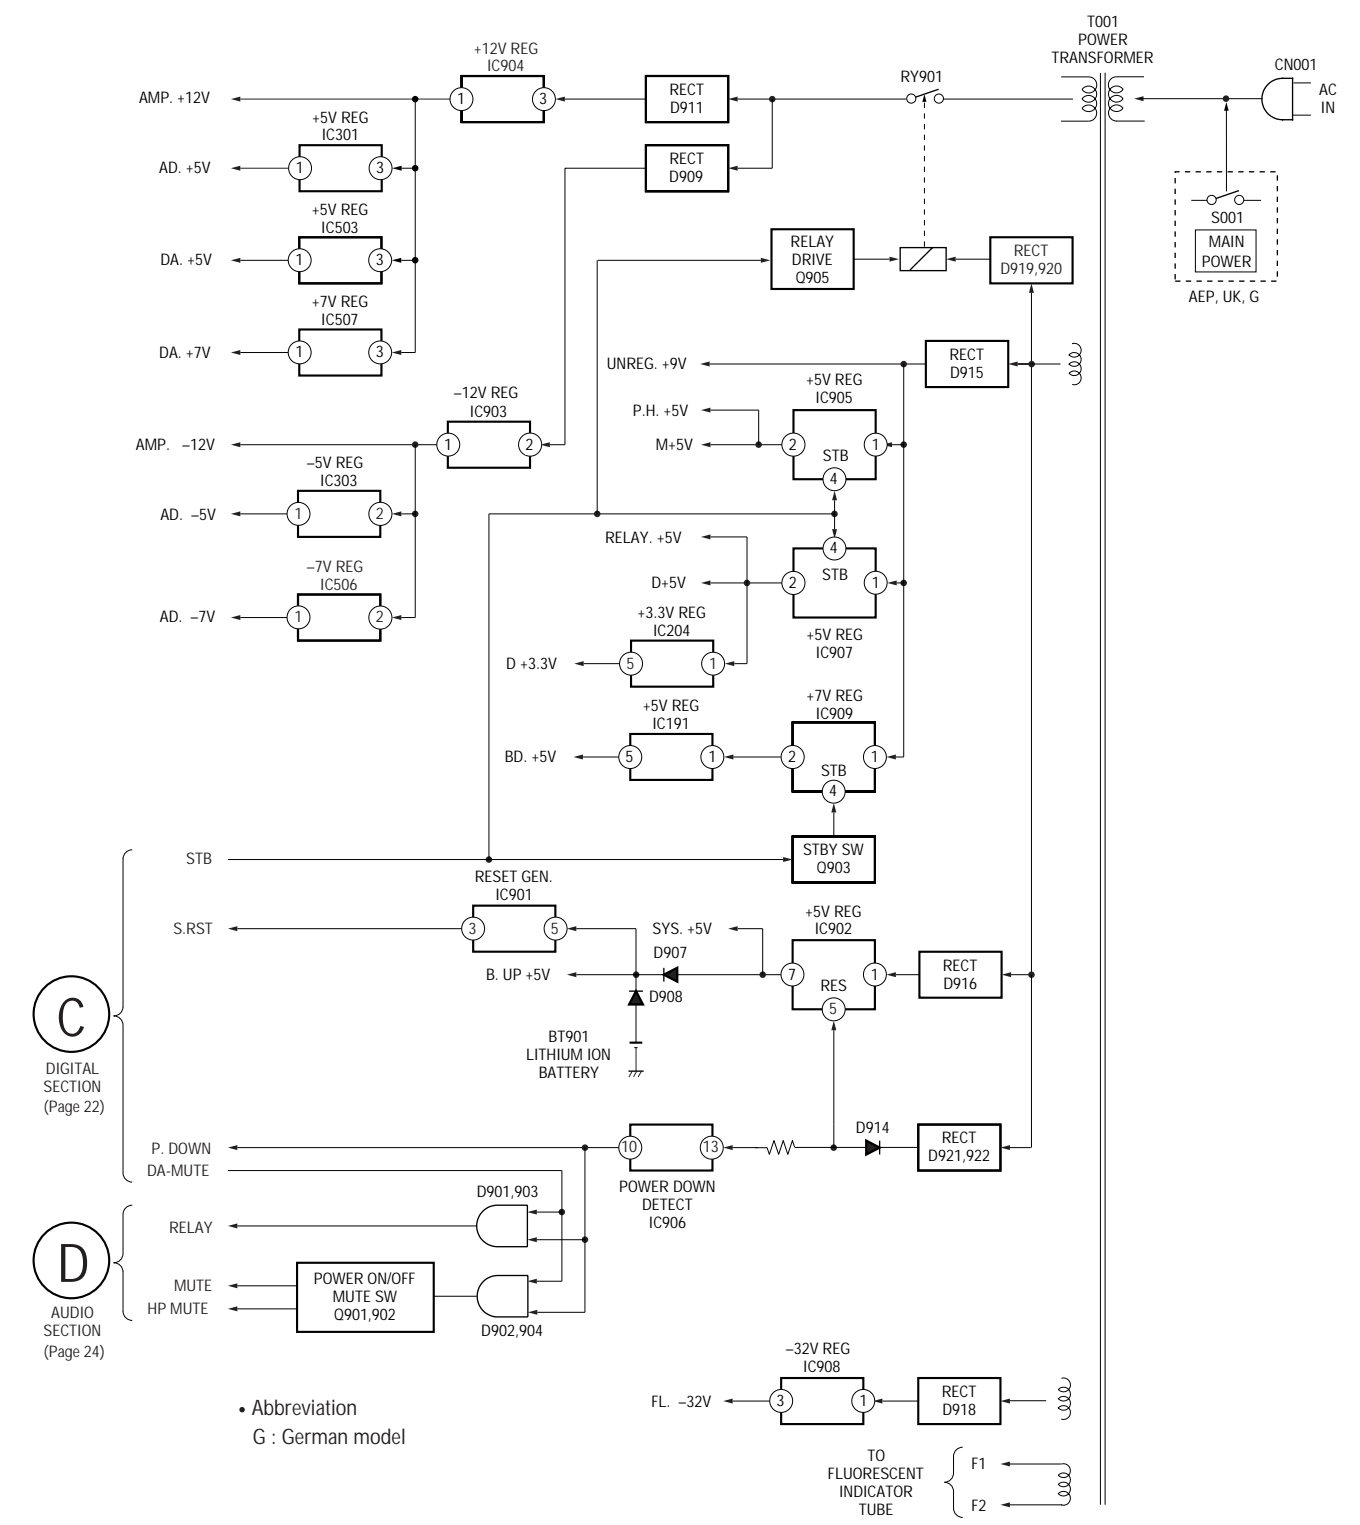 T001
POWER
TRANSFORMER
CN001
AC
IN
+12V REG
IC904
RY901
AMP. +12V
1
3
RECT
D911
+5V REG
IC301
AD. +5V
1
3
RECT
D909
S001
MAIN
POWER
AEP, UK, G
+5V REG
IC503
DA. +5V
1
3
RELAY
DRIVE
Q905
RECT
D919,920
+7V REG
IC507
DA. +7V
1
3
UNREG. +9V
RECT
D915
+5V REG
IC905
P.H. +5V
M+5V
2
1
STB
4
–12V REG
IC903
AMP. –12V
1
2
–5V REG
IC303
AD. –5V
1
2
RELAY. +5V
4
STB
D+5V
2
1
+5V REG
IC907
–7V REG
IC506
AD. –7V
1
2
+3.3V REG
IC204
D +3.3V
5
1
+7V REG
IC909
+5V REG
IC191
BD. +5V
5
1
2
1
STB
4
STB
STBY SW
Q903
RESET GEN.
IC901
S.RST
3
5
SYS. +5V
+5V REG
IC902
D907
B. UP +5V
7
1
RES
5
RECT
D916
D908
BT901
LITHIUM ION
BATTERY
C
DIGITAL
SECTION
(Page 22)
D914
P. DOWN
10
13
RECT
D921,922
DA-MUTE
POWER DOWN
DETECT
IC906
D901,903
RELAY
D
AUDIO
SECTION
(Page 24)
MUTE
HP MUTE
POWER ON/OFF
MUTE SW
Q901,902
D902,904
–32V REG
IC908
FL. –32V
3
1
RECT
D918
• Abbreviation
G : German model
TO
FLUORESCENT
INDICATOR
TUBE
F1
F2